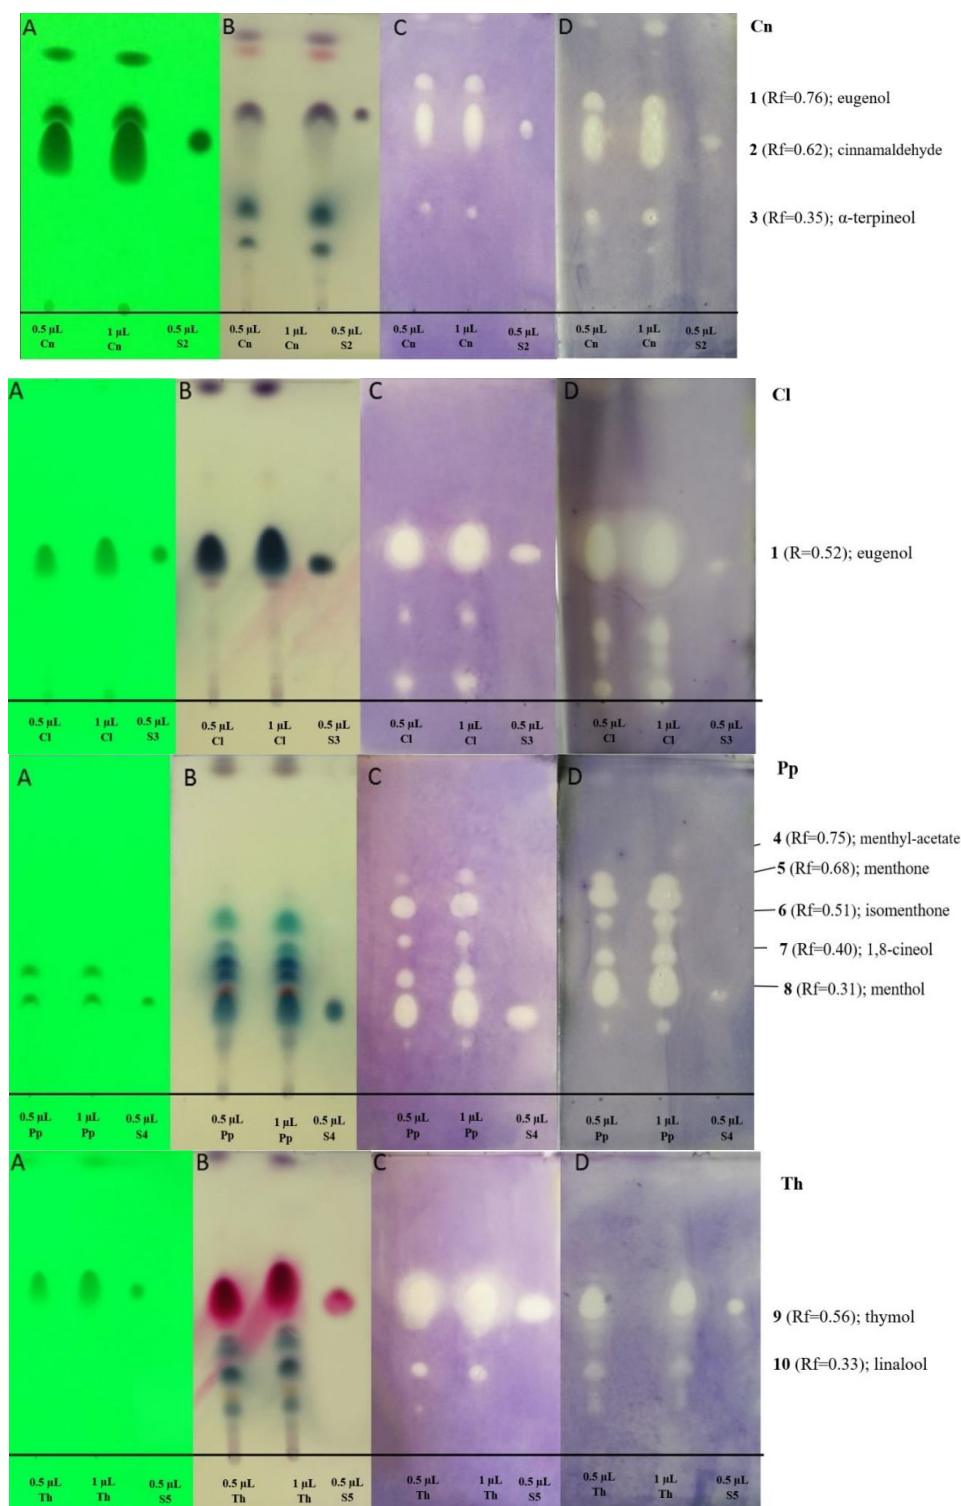 A B C D Cn
1 (Rf=0.76); eugenol
2 (Rf=0.62); cinnamaldehyde
3 (Rf=0.35); α-terpineol
0.5 µL 1 µL 0.5 µL 0.5 µL 1 µL 0.5 µL 0.5 µL 1 µL 0.5 µL 0.5 µL 1 µL 0.5 µL
Cn Cn S2 Cn Cn S2 Cn Cn S2 Cn Cn S2
A B C D Cl
1 (R=0.52); eugenol
0.5 µL 1 µL 0.5 µL 0.5 µL 1 µL 0.5 µL 0.5 µL 1 µL 0.5 µL 0.5 µL 1 µL 0.5 µL
Cl Cl S3 Cl Cl S3 Cl Cl S3 Cl Cl S3
A B C D Pp
4 (Rf=0.75); menthyl-acetate
5 (Rf=0.68); menthone
6 (Rf=0.51); isomenthone
7 (Rf=0.40); 1,8-cineol
8 (Rf=0.31); menthol
0.5 µL 1 µL 0.5 µL 0.5 µL 1 µL 0.5 µL 0.5 µL 1 µL 0.5 µL 0.5 µL 1 µL 0.5 µL
Pp Pp S4 Pp Pp S4 Pp Pp S4 Pp Pp S4
A B C D Th
9 (Rf=0.56); thymol
10 (Rf=0.33); linalool
0.5 µL 1 µL 0.5 µL 0.5 µL 1 µL 0.5 µL 0.5 µL 1 µL 0.5 µL 0.5 µL 1 µL 0.5 µL
Th Th S5 Th Th S5 Th Th S5 Th Th S5